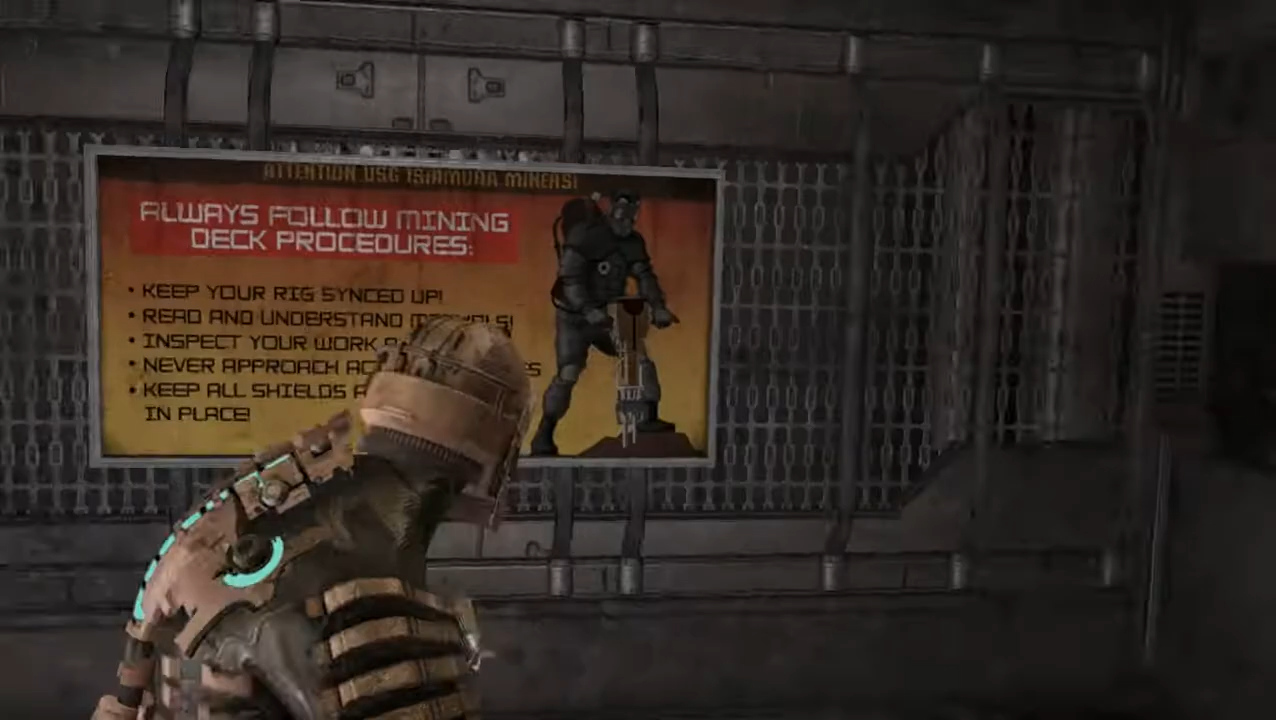 ATTENTION USG ISHIMURA MINERS!
ALWAYS FOLLOW MINING
DECK PROCEDURES:
• KEEP YOUR RIG SYNCED UP!
• READ AND UNDERSTAND
• INSPECT YOUR WORK
• NEVER APPROACH
• KEEP ALL SHIELDS
IN PLACE!